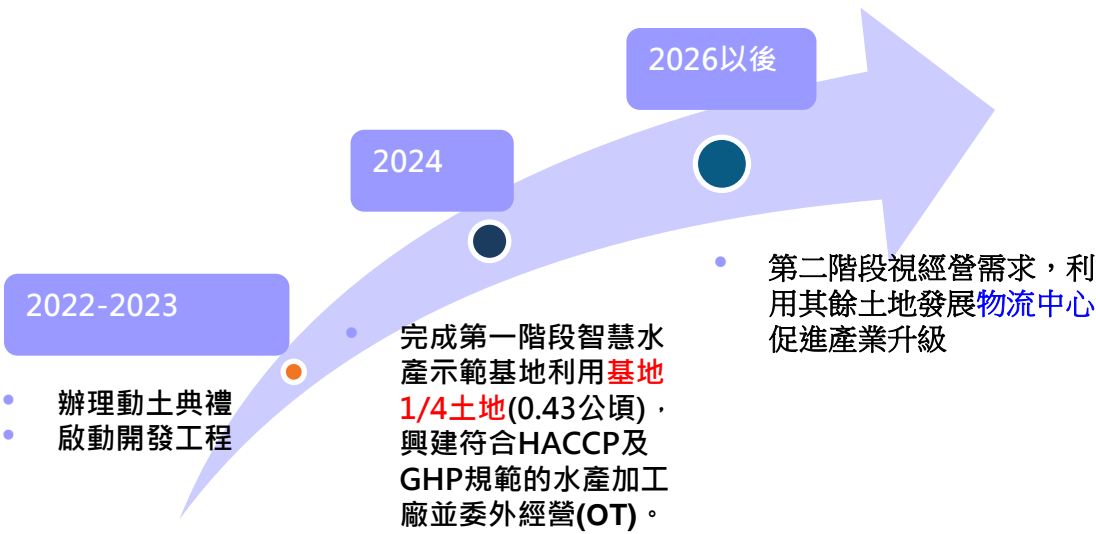 2022-2023
• 辦理動土典禮
• 啟動開發工程
2024
• 完成第一階段智慧水
產示範基地利用基地
1/4土地(0.43公頃)，
興建符合HACCP及
GHP規範的水產加工
廠並委外經營(OT)。
2026以後
• 第二階段視經營需求，利
用其餘土地發展物流中心
促進產業升級